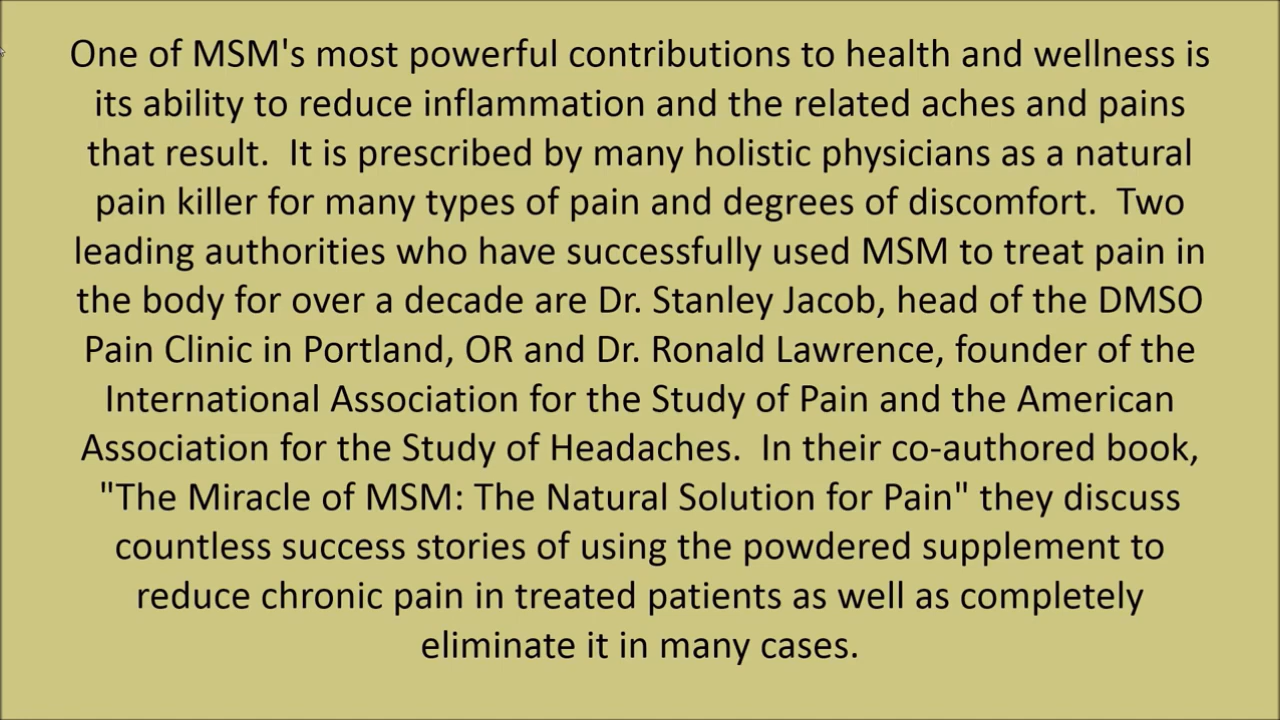 One of MSM's most powerful contributions to health and wellness is
its ability to reduce inflammation and the related aches and pains
that result.  It is prescribed by many holistic physicians as a natural
pain killer for many types of pain and degrees of discomfort.  Two
leading authorities who have successfully used MSM to treat pain in
the body for over a decade are Dr. Stanley Jacob, head of the DMSO
Pain Clinic in Portland, OR and Dr. Ronald Lawrence, founder of the
International Association for the Study of Pain and the American
Association for the Study of Headaches.  In their co-authored book,
"The Miracle of MSM: The Natural Solution for Pain" they discuss
countless success stories of using the powdered supplement to
reduce chronic pain in treated patients as well as completely
eliminate it in many cases.